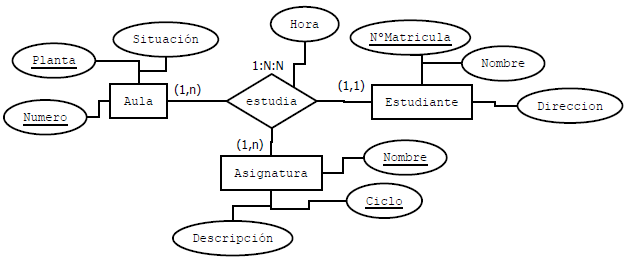 Hora
Situación
NºMatricula
Planta
1:N:N
Nombre
(1,n)
(1,1)
Aula
estudia
Estudiante
Direccion
Numero
(1,n)
Nombre
Asignatura
Ciclo
Descripción